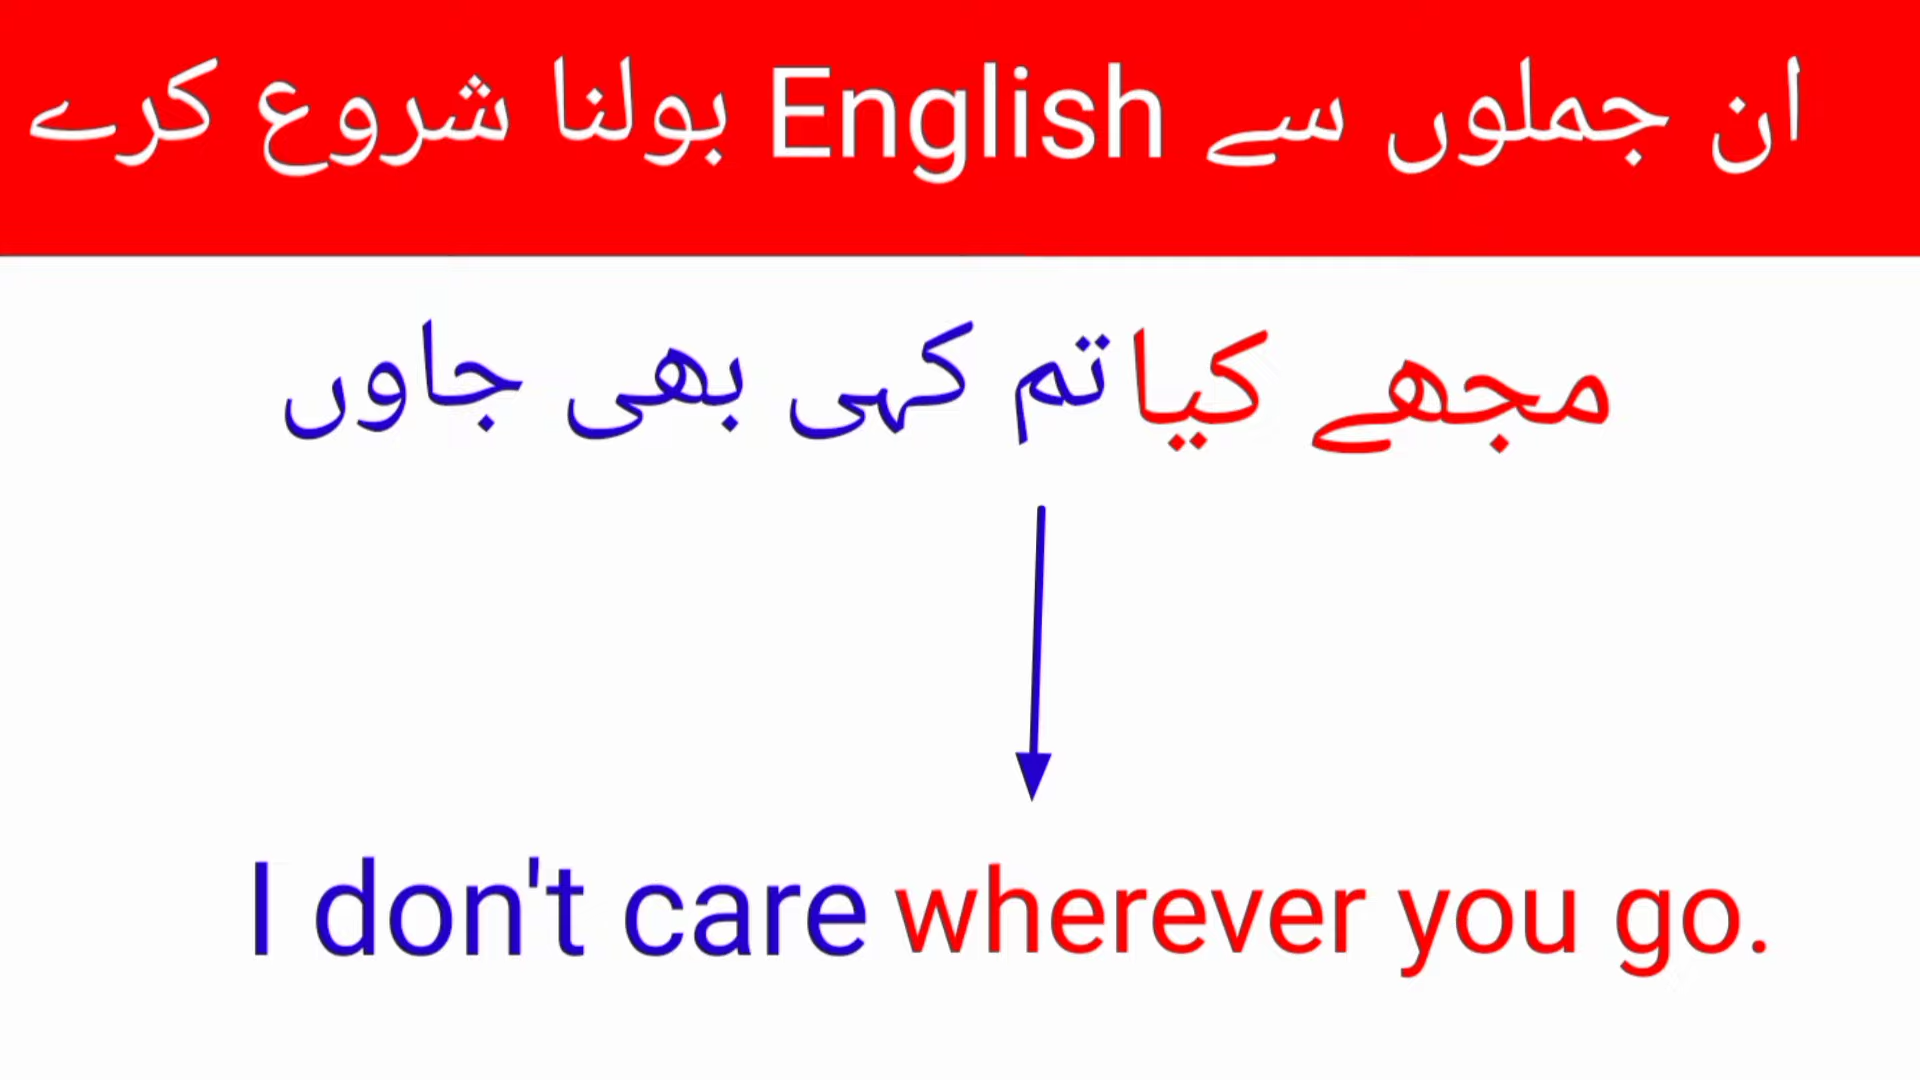 ان جملوں سے English بولنا شروع کرے
مجھے کیا تم کہی بھی جاوں
I don't care wherever you go.